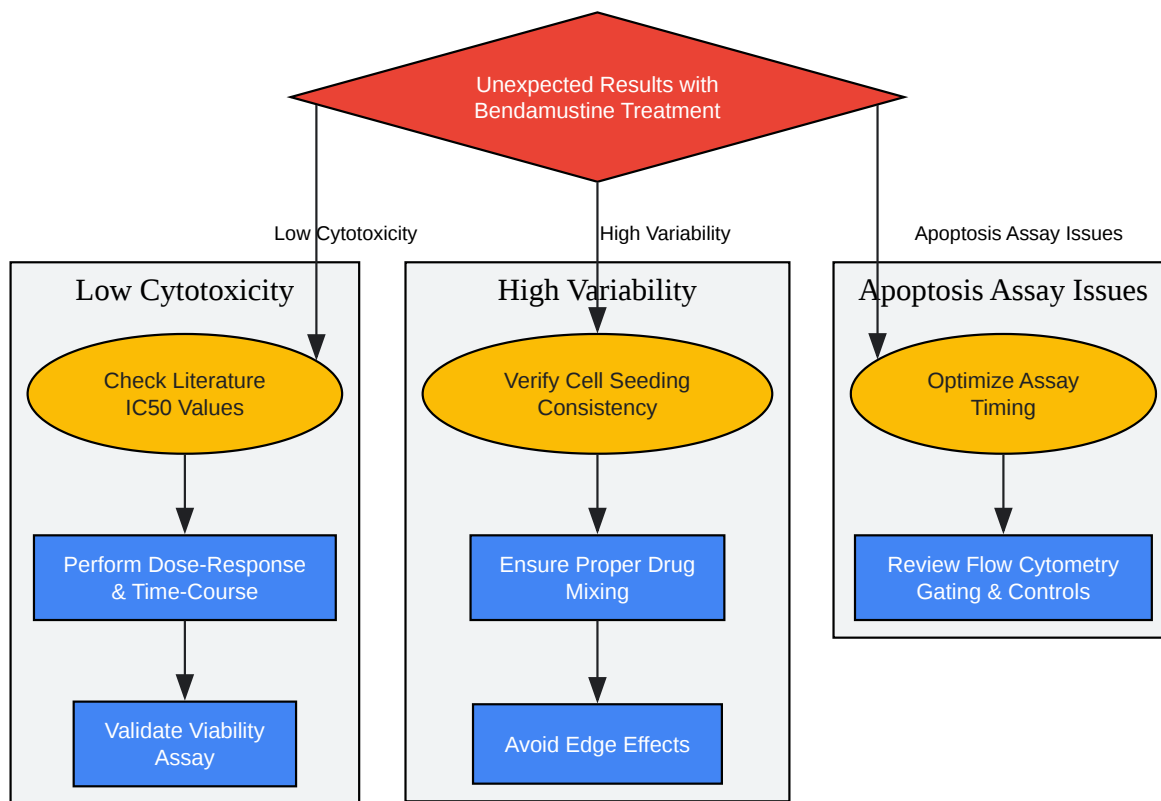 Unexpected Results with
Bendamustine Treatment
Low Cytotoxicity
High Variability
Apoptosis Assay Issues
Low Cytotoxicity
Check Literature
IC50 Values
Perform Dose-Response
& Time-Course
Validate Viability
Assay
High Variability
Verify Cell Seeding
Consistency
Ensure Proper Drug
Mixing
Avoid Edge Effects
Apoptosis Assay Issues
Optimize Assay
Timing
Review Flow Cytometry
Gating & Controls